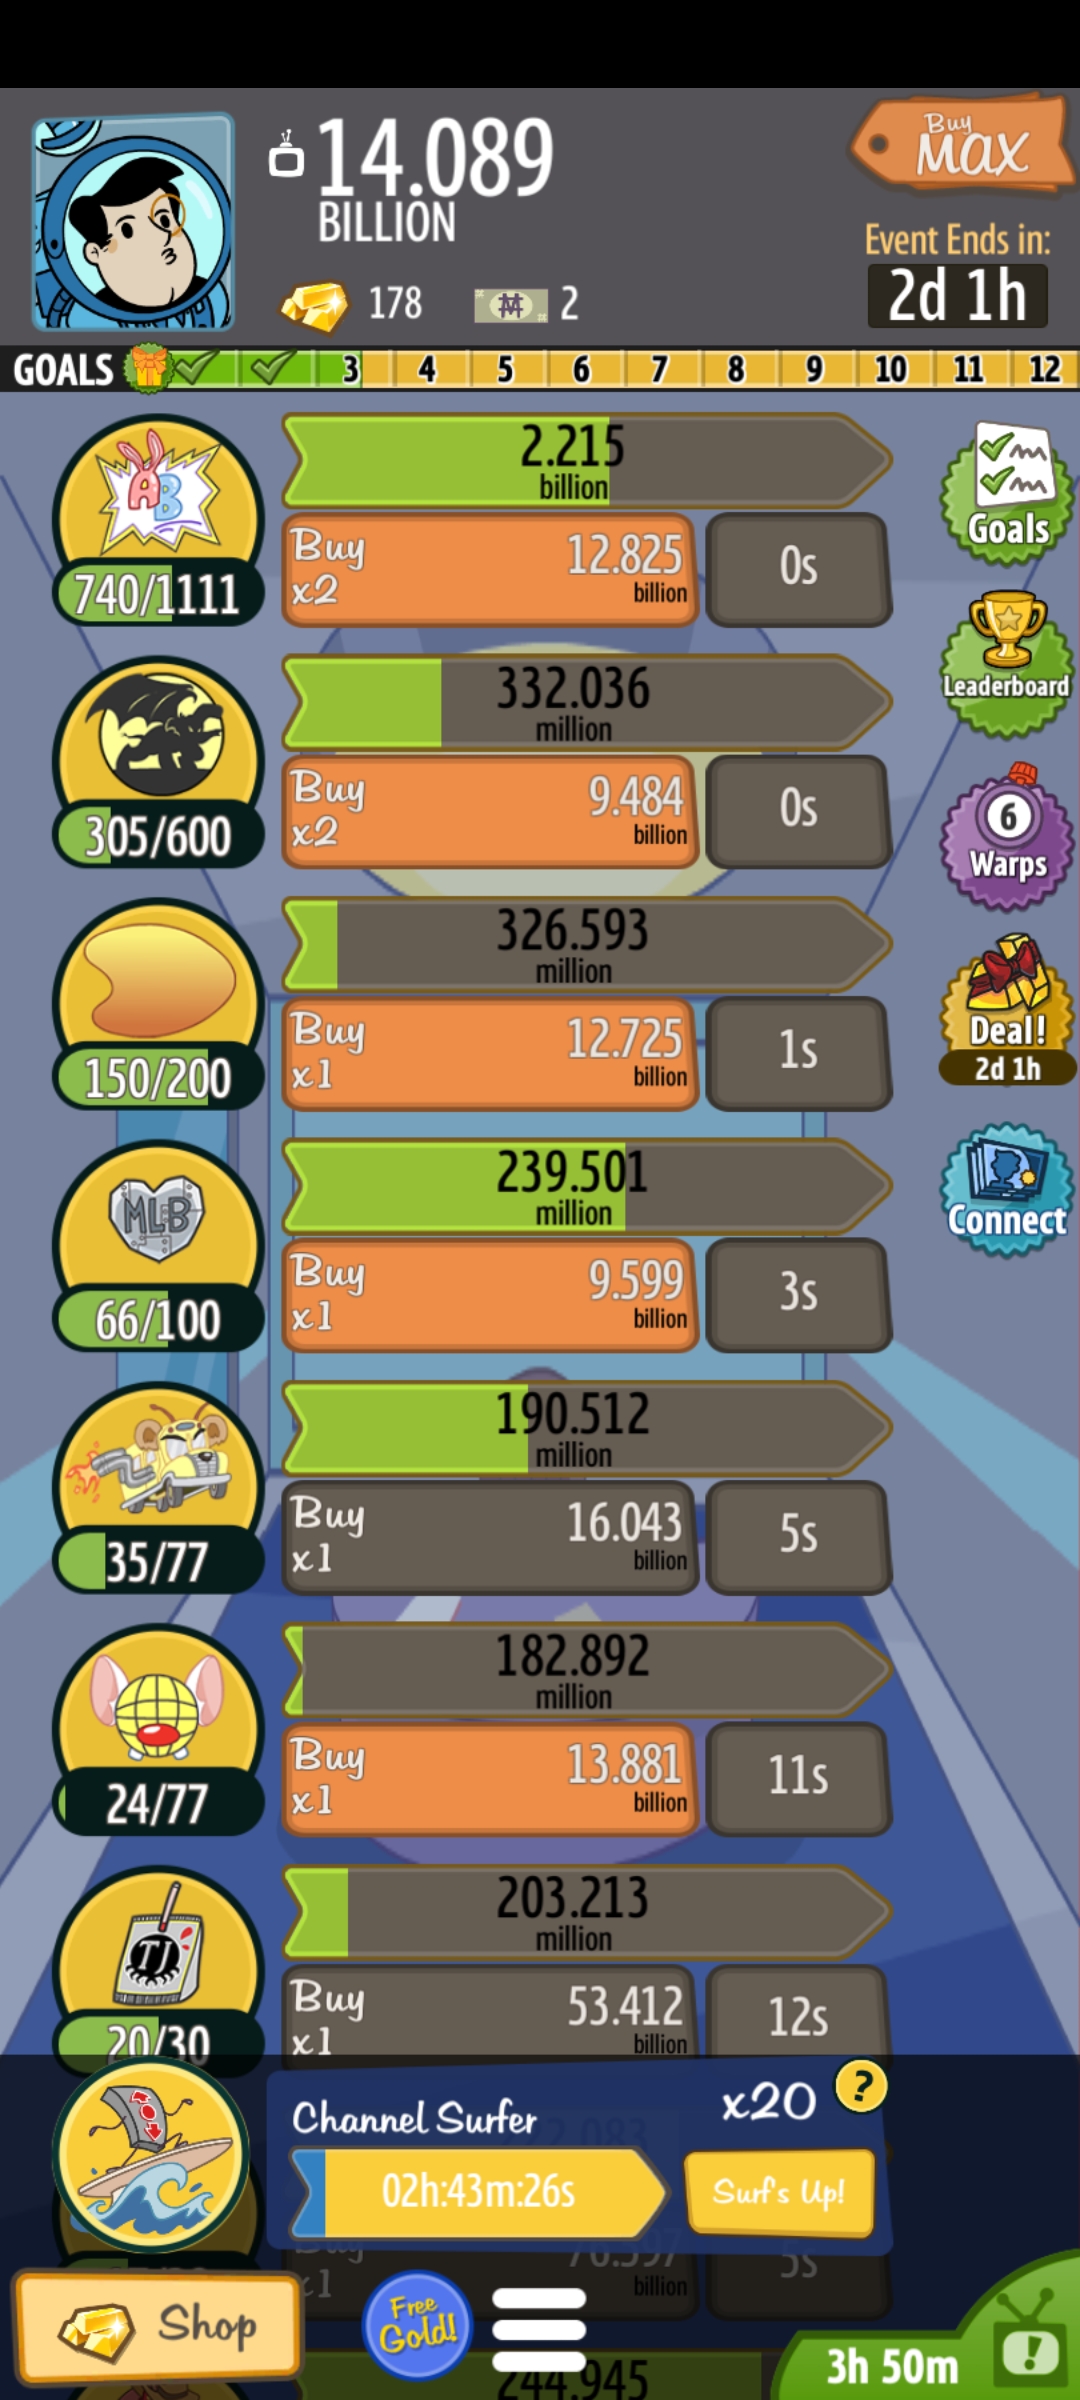 14.089
BILLION
178
2
Buy
MAX
Event Ends in:
2d 1h
GOALS 3 4 5 6 7 8 9 10 11 12
AB
740/1111
2.215
billion
Buy
x2
12.825
billion
0s
Goals
305/600
332.036
million
Buy
x2
9.484
billion
0s
Leaderboard
150/200
326.593
million
Buy
x1
12.725
billion
1s
6
Warps
Deal!
2d 1h
MLB
66/100
239.501
million
Buy
x1
9.599
billion
3s
Connect
35/77
190.512
million
Buy
x1
16.043
billion
5s
24/77
182.892
million
Buy
x1
13.881
billion
11s
TJ
20/30
203.213
million
Buy
x1
53.412
billion
12s
Channel Surfer
x20
?
02h:43m:26s
Surf's Up!
Buy
x1
76.597
billion
5s
Shop
Free
Gold!
244.945
3h 50m
!